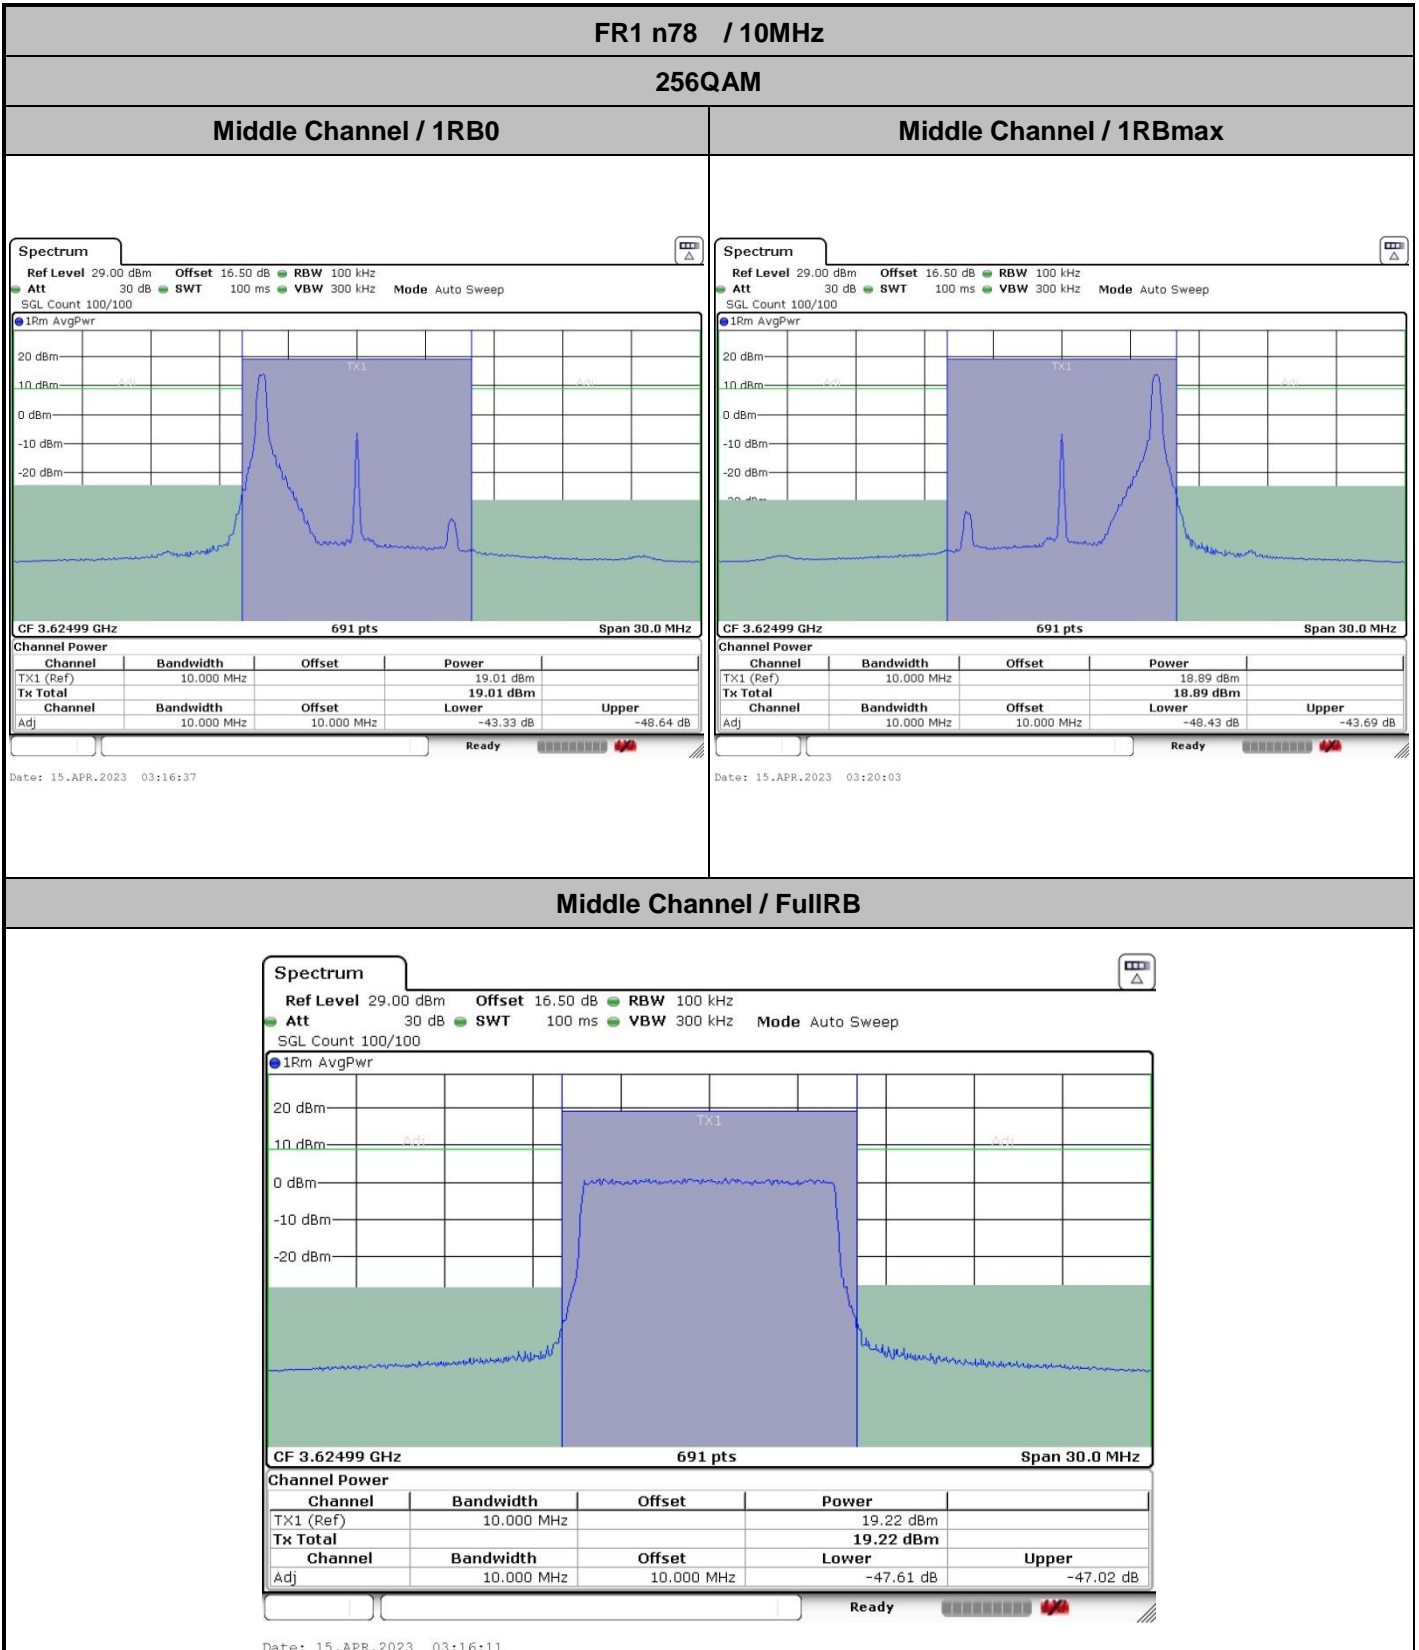 FR1 n78 / 10MHz
256QAM
Middle Channel / 1RB0
Middle Channel / 1RBmax
Spectrum
Ref Level 29.00 dBm Offset 16.50 dB RBW 100 kHz
Att 30 dB SWT 100 ms VBW 300 kHz Mode Auto Sweep
SGL Count 100/100
1Rm AvgPwr
20 dBm
TX1
10 dBm
Adj
Adj
0 dBm
-10 dBm
-20 dBm
CF 3.62499 GHz 691 pts Span 30.0 MHz
Channel Power
Channel Bandwidth Offset Power
TX1 (Ref) 10.000 MHz 19.01 dBm
Tx Total 19.01 dBm
Channel Bandwidth Offset Lower Upper
Adj 10.000 MHz 10.000 MHz -43.33 dB -48.64 dB
Ready
Date: 15.APR.2023 03:16:37
Spectrum
Ref Level 29.00 dBm Offset 16.50 dB RBW 100 kHz
Att 30 dB SWT 100 ms VBW 300 kHz Mode Auto Sweep
SGL Count 100/100
1Rm AvgPwr
20 dBm
TX1
10 dBm
Adj
Adj
0 dBm
-10 dBm
-20 dBm
CF 3.62499 GHz 691 pts Span 30.0 MHz
Channel Power
Channel Bandwidth Offset Power
TX1 (Ref) 10.000 MHz 18.89 dBm
Tx Total 18.89 dBm
Channel Bandwidth Offset Lower Upper
Adj 10.000 MHz 10.000 MHz -48.43 dB -43.69 dB
Ready
Date: 15.APR.2023 03:20:03
Middle Channel / FullRB
Spectrum
Ref Level 29.00 dBm Offset 16.50 dB RBW 100 kHz
Att 30 dB SWT 100 ms VBW 300 kHz Mode Auto Sweep
SGL Count 100/100
1Rm AvgPwr
20 dBm
TX1
10 dBm
Adj
Adj
0 dBm
-10 dBm
-20 dBm
CF 3.62499 GHz 691 pts Span 30.0 MHz
Channel Power
Channel Bandwidth Offset Power
TX1 (Ref) 10.000 MHz 19.22 dBm
Tx Total 19.22 dBm
Channel Bandwidth Offset Lower Upper
Adj 10.000 MHz 10.000 MHz -47.61 dB -47.02 dB
Ready
Date: 15.APR.2023 03:16:11